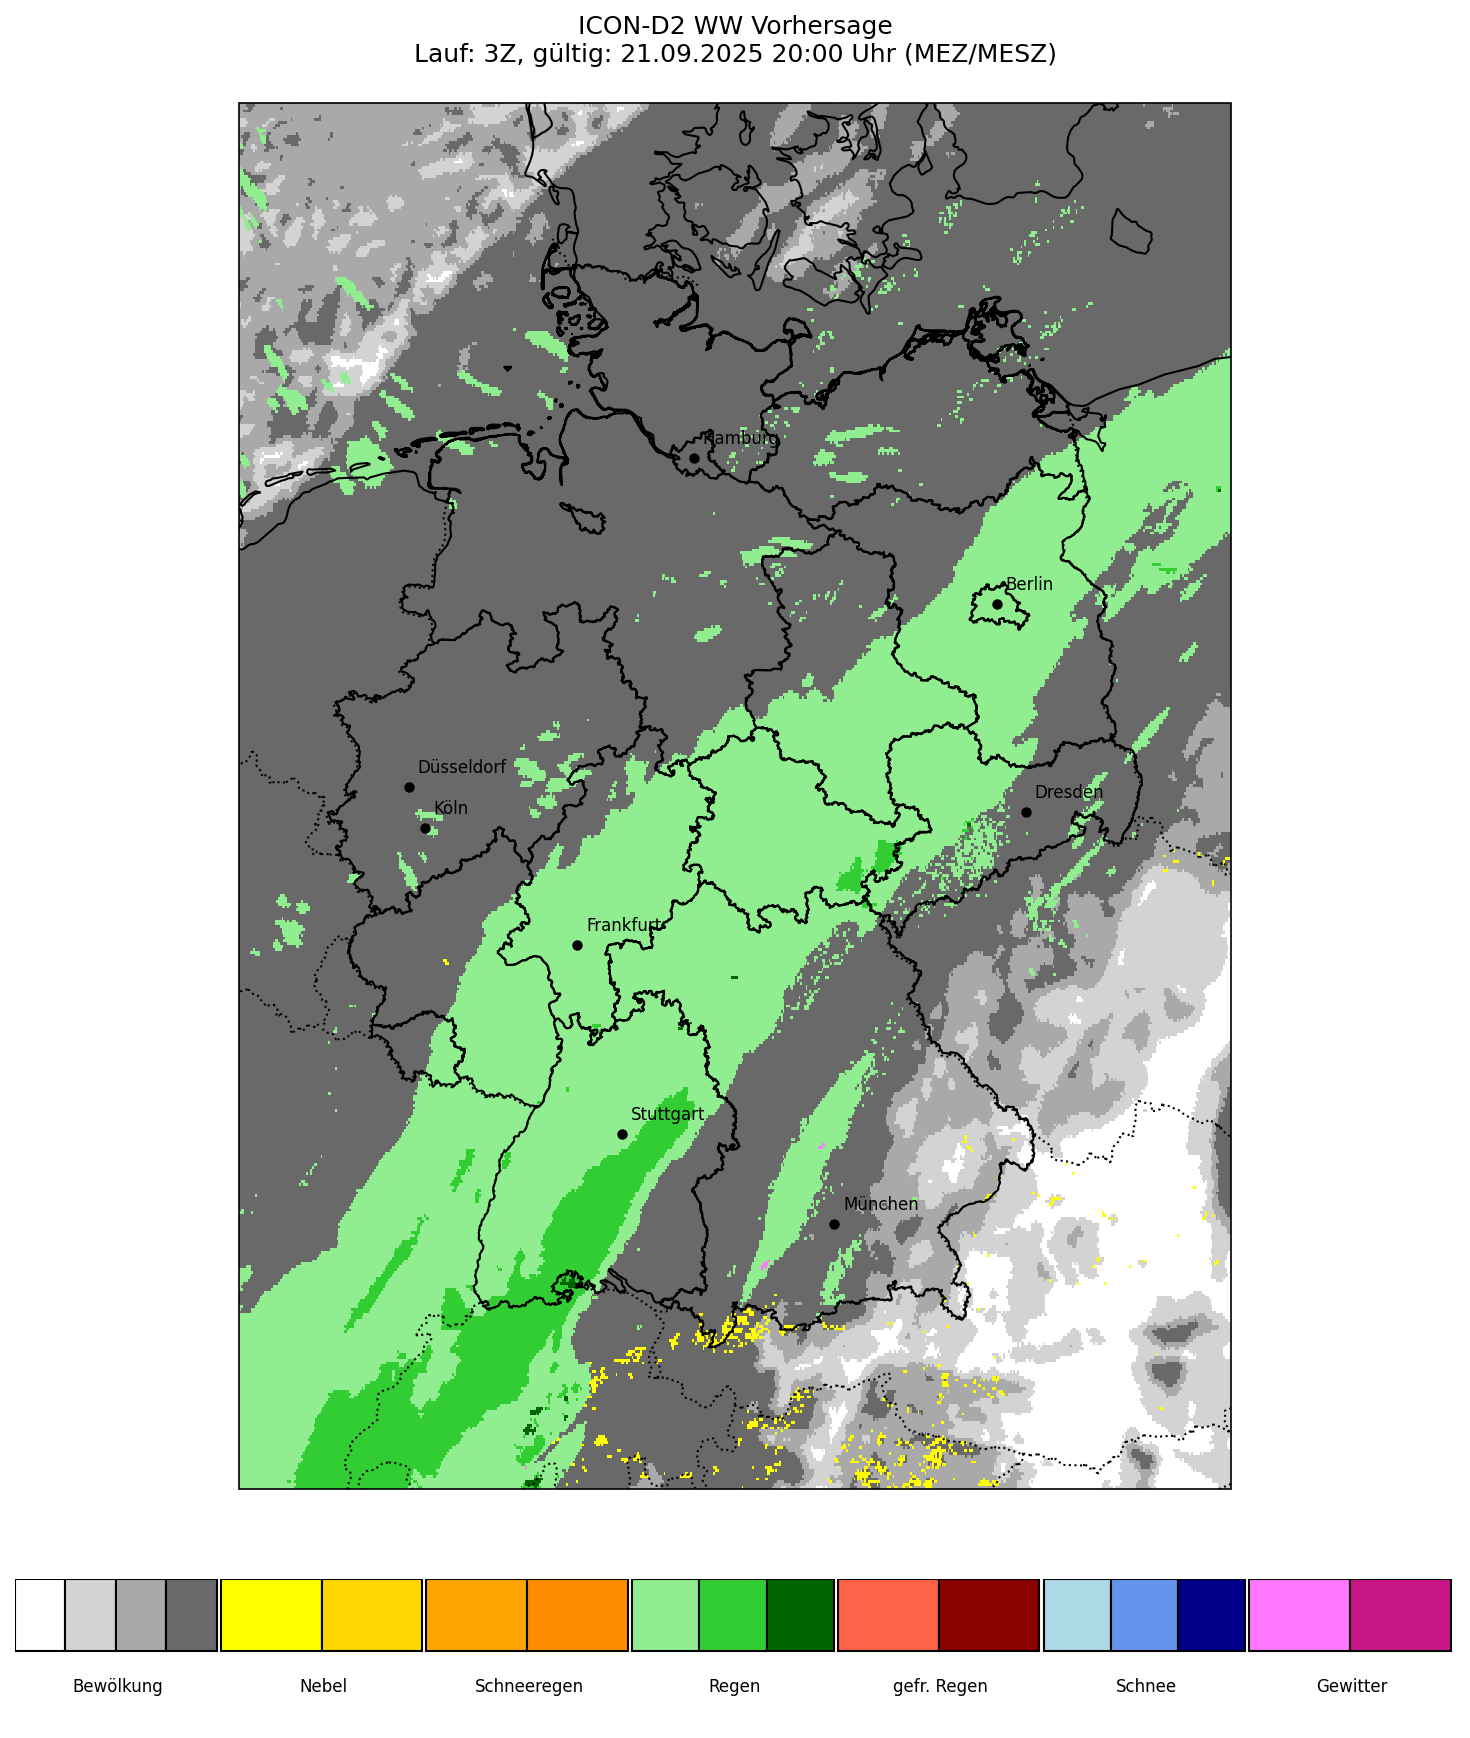 ICON-D2 WW Vorhersage
Lauf: 3Z, gültig: 21.09.2025 20:00 Uhr (MEZ/MESZ)
Hamburg
Berlin
Düsseldorf
Köln
Dresden
Frankfurt
Stuttgart
München
Bewölkung
Nebel
Schneeregen
Regen
gefr. Regen
Schnee
Gewitter